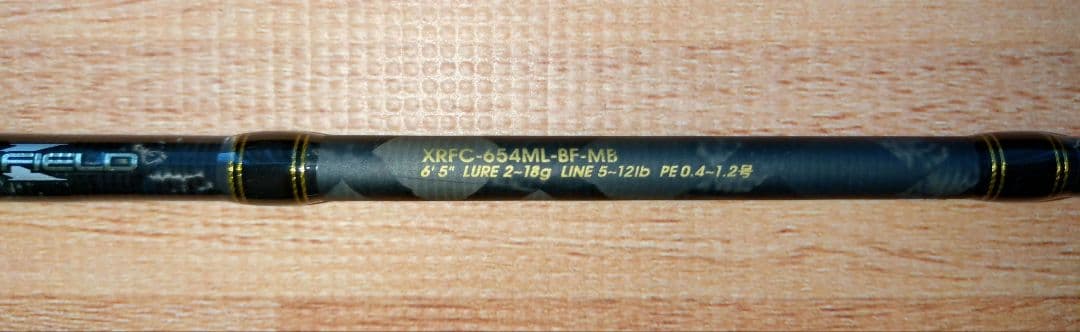 FIELD
XRFC-654ML-BF-MB
6'5" LURE 2~18g LINE 5~12lb PE 0.4~1.2号